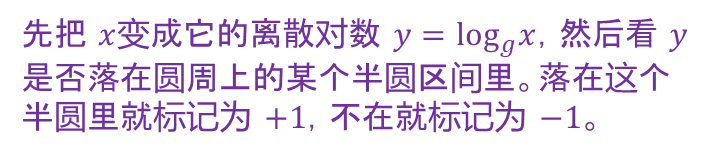 先把 x变成它的离散对数 y = log_g x, 然后看 y
是否落在圆周上的某个半圆区间里。落在这个
半圆里就标记为 +1, 不在就标记为 −1。